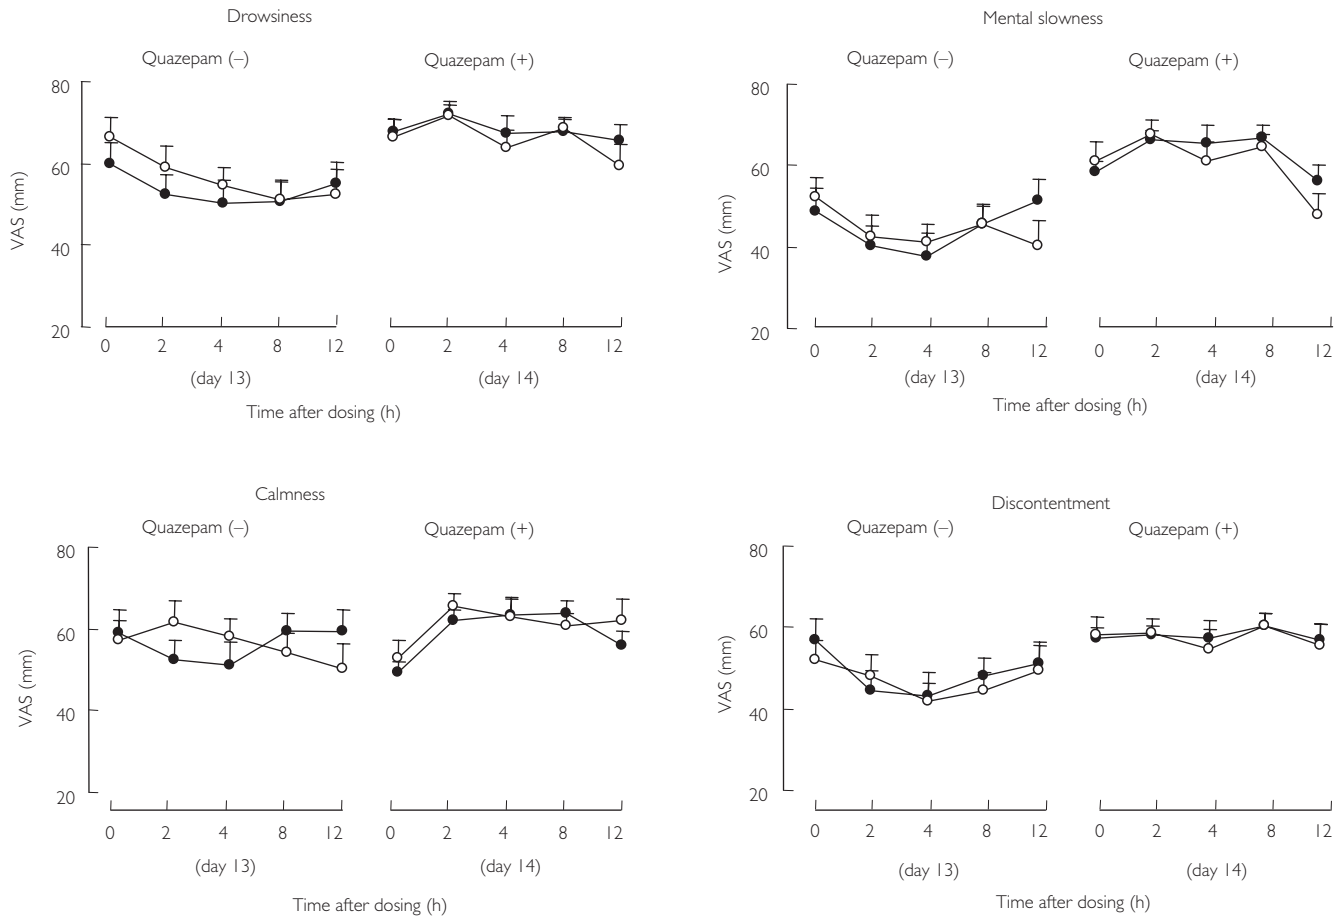 Drowsiness
Quazepam (–)
Quazepam (+)
80
60
40
20
VAS (mm)
0 2 4 8 12
0 2 4 8 12
(day 13)
(day 14)
Time after dosing (h)
Mental slowness
Quazepam (–)
Quazepam (+)
80
60
40
20
VAS (mm)
0 2 4 8 12
0 2 4 8 12
(day 13)
(day 14)
Time after dosing (h)
Calmness
Quazepam (–)
Quazepam (+)
80
60
40
20
VAS (mm)
0 2 4 8 12
0 2 4 8 12
(day 13)
(day 14)
Time after dosing (h)
Discontentment
Quazepam (–)
Quazepam (+)
80
60
40
20
VAS (mm)
0 2 4 8 12
0 2 4 8 12
(day 13)
(day 14)
Time after dosing (h)